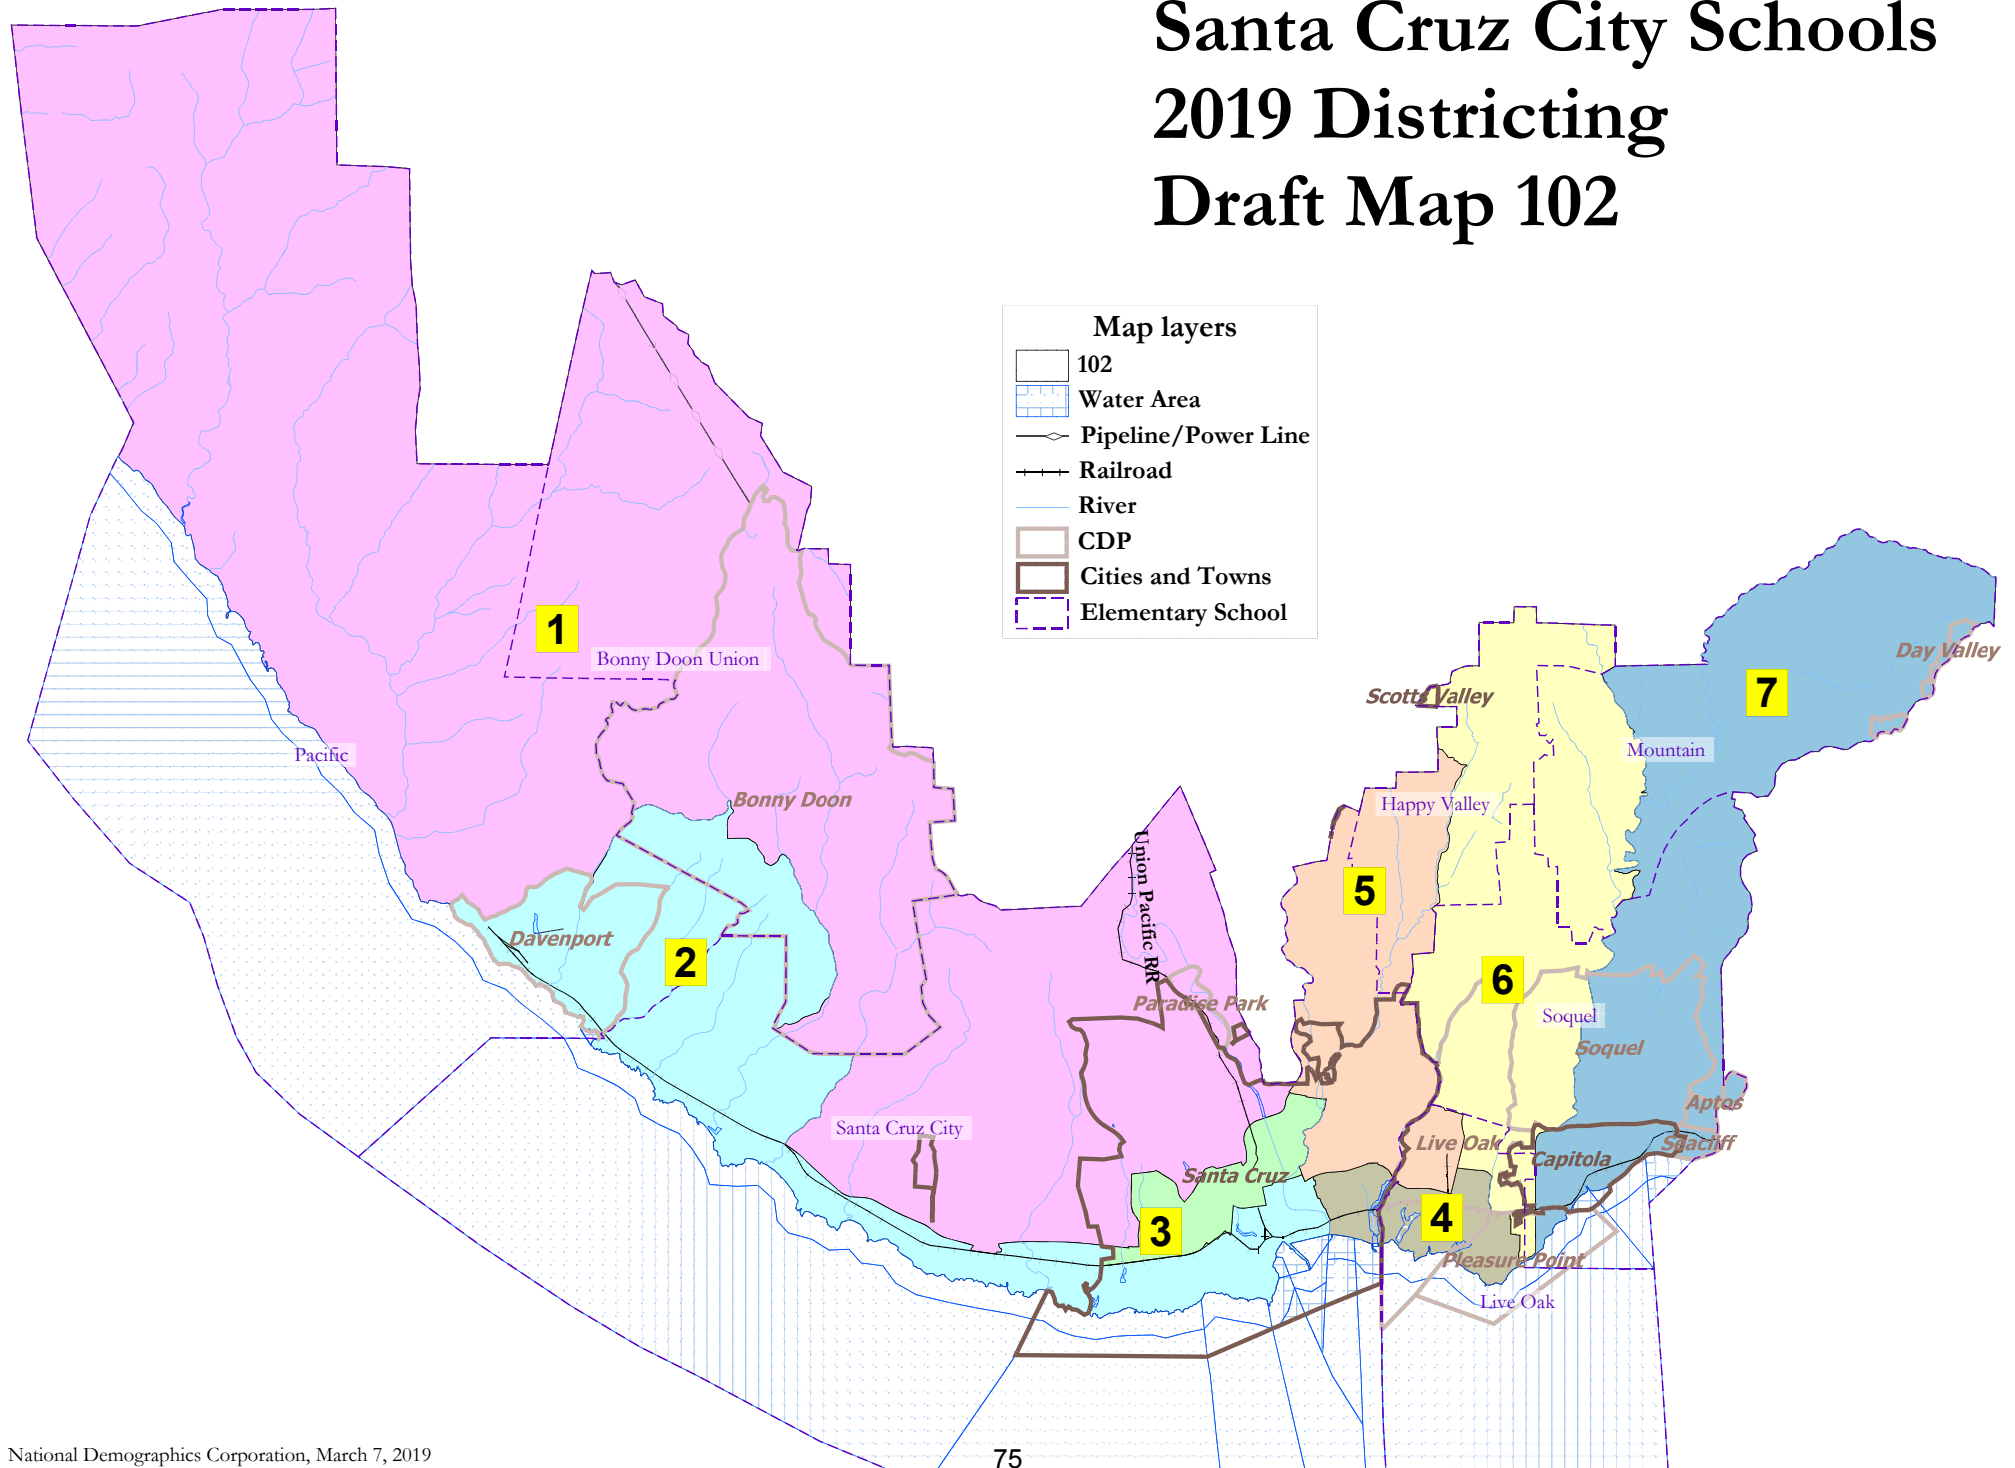 Santa Cruz City Schools
2019 Districting
Draft Map 102
Map layers
102
Water Area
Pipeline/Power Line
Railroad
River
CDP
Cities and Towns
Elementary School
1
Bonny Doon Union
Pacific
Bonny Doon
Davenport
2
Santa Cruz City
Union Pacific RR
Paradise Park
Santa Cruz
3
Scotts Valley
Happy Valley
5
Day Valley
7
Mountain
6
Soquel
Soquel
Aptos
Seacliff
Live Oak
Capitola
4
Pleasure Point
Live Oak
National Demographics Corporation, March 7, 2019
75